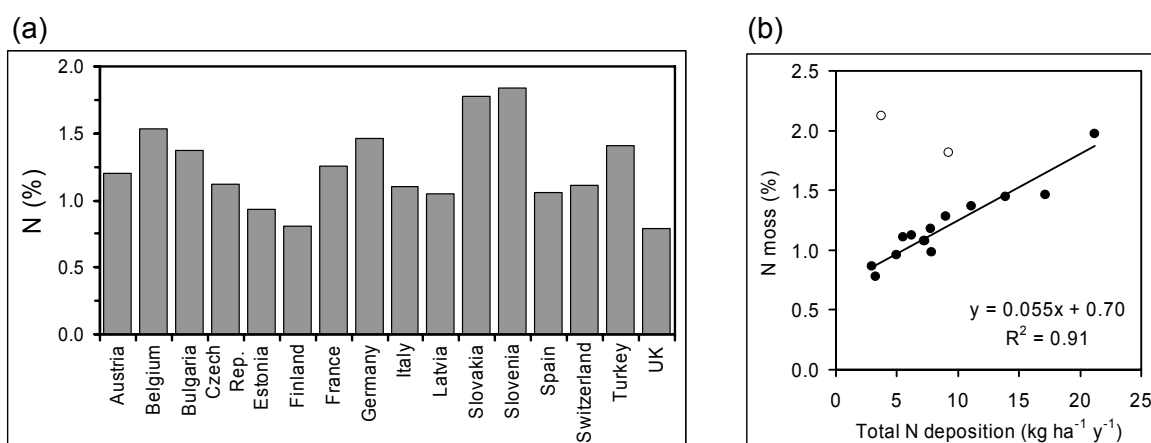 (a)
(b)
N (%)
2.0
1.5
1.0
0.5
0.0
Austria
Belgium
Bulgaria
Czech
Rep.
Estonia
Finland
France
Germany
Italy
Latvia
Slovakia
Slovenia
Spain
Switzerland
Turkey
UK
N moss (%)
2.5
2.0
1.5
1.0
0.5
0.0
y = 0.055x + 0.70
R² = 0.91
0 5 10 15 20 25
Total N deposition (kg ha⁻¹ y⁻¹)